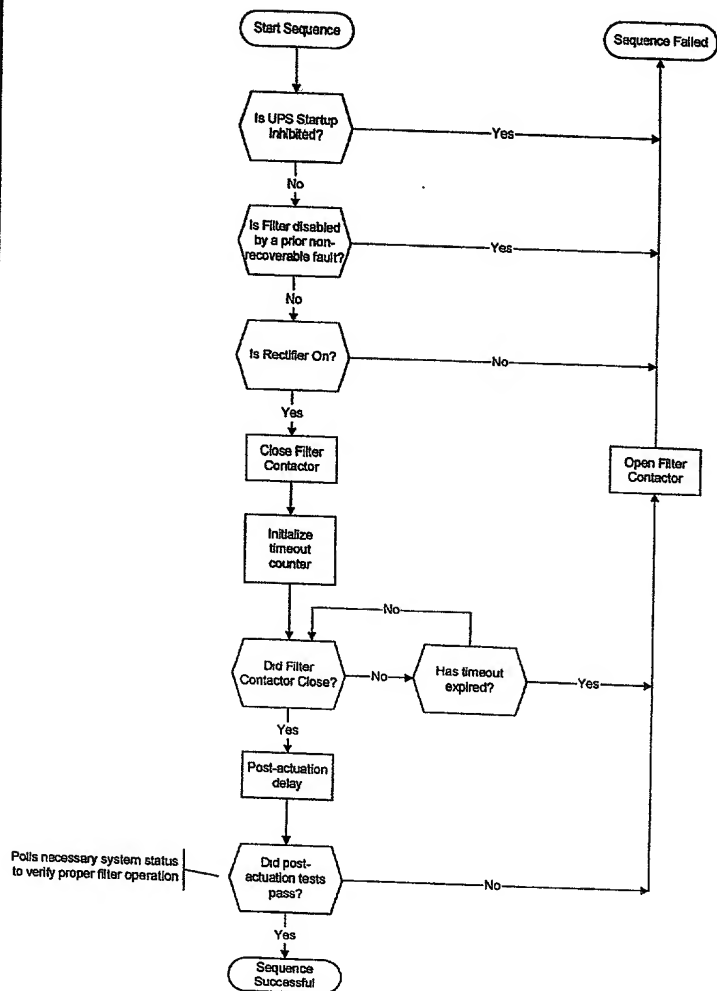 Start Sequence
Sequence Failed
Is UPS Startup
Inhibited?
Yes
No
Is Filter disabled
by a prior non-
recoverable fault?
Yes
No
Is Rectifier On?
No
Yes
Close Filter
Contactor
Open Filter
Contactor
Initialize
timeout
counter
No
Did Filter
Contactor Close?
No
Has timeout
expired?
Yes
Yes
Post-actuation
delay
Polls necessary system status
to verify proper filter operation
Did post-
actuation tests
pass?
No
Yes
Sequence
Successful